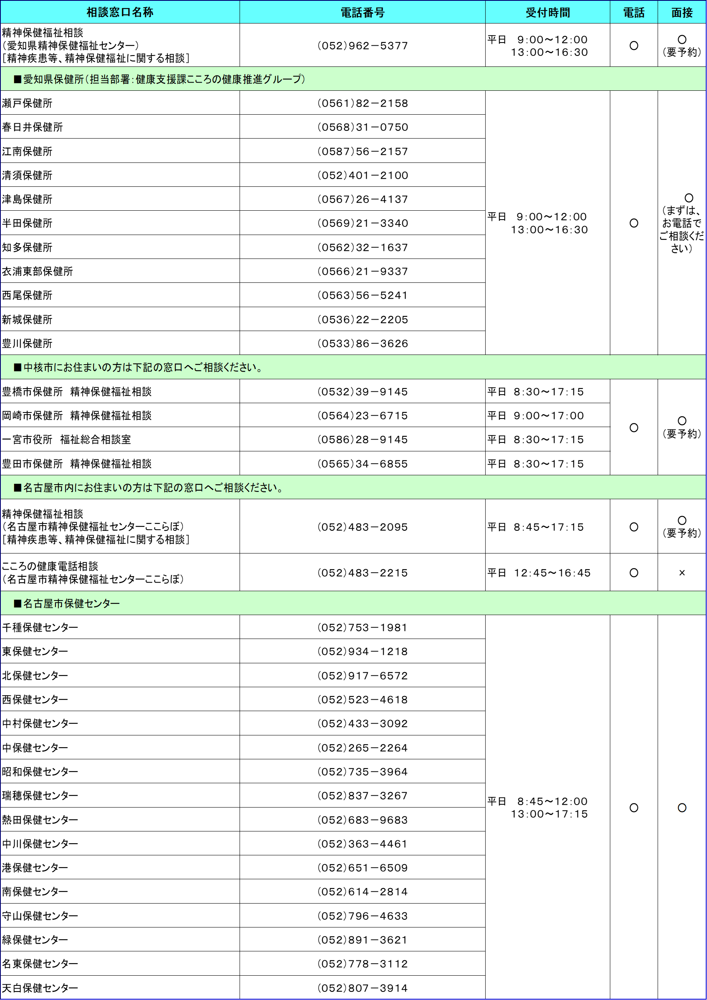 相談窓口名称 電話番号 受付時間 電話 面接
精神保健福祉相談
（愛知県精神保健福祉センター）
［精神疾患等、精神保健福祉に関する相談］
（052）962－5377
平日 9：00～12：00
13：00～16：30
○
○
（要予約）
■愛知県保健所（担当部署：健康支援課こころの健康推進グループ）
瀬戸保健所 （0561）82－2158
春日井保健所 （0568）31－0750
江南保健所 （0587）56－2157
清須保健所 （052）401－2100
津島保健所 （0567）26－4137
半田保健所 （0569）21－3340
知多保健所 （0562）32－1637
衣浦東部保健所 （0566）21－9337
西尾保健所 （0563）56－5241
新城保健所 （0536）22－2205
豊川保健所 （0533）86－3626
平日 9：00～12：00
13：00～16：30
○
○
（まずは、
お電話で
ご相談くだ
さい）
■中核市にお住まいの方は下記の窓口へご相談ください。
豊橋市保健所 精神保健福祉相談 （0532）39－9145 平日 8：30～17：15
岡崎市保健所 精神保健福祉相談 （0564）23－6715 平日 9：00～17：00
一宮市役所 福祉総合相談室 （0586）28－9145 平日 8：30～17：15
豊田市保健所 精神保健福祉相談 （0565）34－6855 平日 8：30～17：15
○
○
（要予約）
■名古屋市内にお住まいの方は下記の窓口へご相談ください。
精神保健福祉相談
（名古屋市精神保健福祉センターここらぼ）
［精神疾患等、精神保健福祉に関する相談］
（052）483－2095 平日 8：45～17：15 ○
○
（要予約）
こころの健康電話相談
（名古屋市精神保健福祉センターここらぼ）
（052）483－2215 平日 12：45～16：45 ○ ×
■名古屋市保健センター
千種保健センター （052）753－1981
東保健センター （052）934－1218
北保健センター （052）917－6572
西保健センター （052）523－4618
中村保健センター （052）433－3092
中保健センター （052）265－2264
昭和保健センター （052）735－3964
瑞穂保健センター （052）837－3267
熱田保健センター （052）683－9683
中川保健センター （052）363－4461
港保健センター （052）651－6509
南保健センター （052）614－2814
守山保健センター （052）796－4633
緑保健センター （052）891－3621
名東保健センター （052）778－3112
天白保健センター （052）807－3914
平日 8：45～12：00
13：00～17：15
○ ○